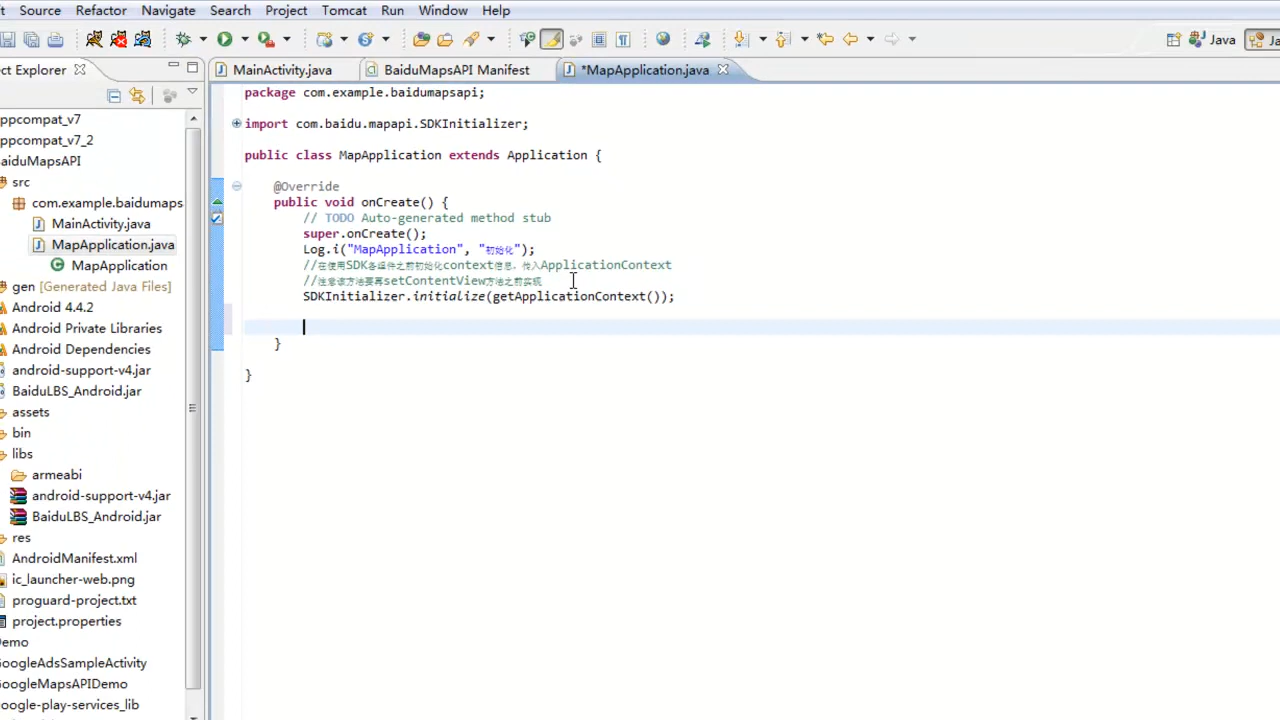 Source Refactor Navigate Search Project Tomcat Run Window Help
Java
Ja
ct Explorer
MainActivity.java
BaiduMapsAPI Manifest
*MapApplication.java
ppcompat_v7
ppcompat_v7_2
aiduMapsAPI
src
com.example.baidumaps
MainActivity.java
MapApplication.java
MapApplication
gen [Generated Java Files]
Android 4.4.2
Android Private Libraries
Android Dependencies
android-support-v4.jar
BaiduLBS_Android.jar
assets
bin
libs
armeabi
android-support-v4.jar
BaiduLBS_Android.jar
res
AndroidManifest.xml
ic_launcher-web.png
proguard-project.txt
project.properties
emo
oogleAdsSampleActivity
oogleMapsAPIDemo
oogle-play-services_lib
package com.example.baidumapsapi;
import com.baidu.mapapi.SDKInitializer;
public class MapApplication extends Application {
@Override
public void onCreate() {
// TODO Auto-generated method stub
super.onCreate();
Log.i("MapApplication", "初始化");
//在使用SDK各组件之前初始化context信息，传入ApplicationContext
//注意该方法要再setContentView方法之前实现
SDKInitializer.initialize(getApplicationContext());
}
}